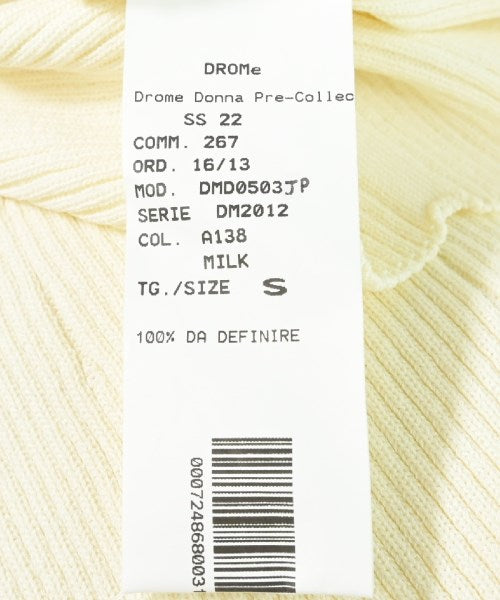 DROMe
Drome Donna Pre-Collec
SS 22
COMM. 267
ORD. 16/13
MOD. DMD0503JP
SERIE DM2012
COL. A138
MILK
TG./SIZE S
100% DA DEFINIRE
0007248680031